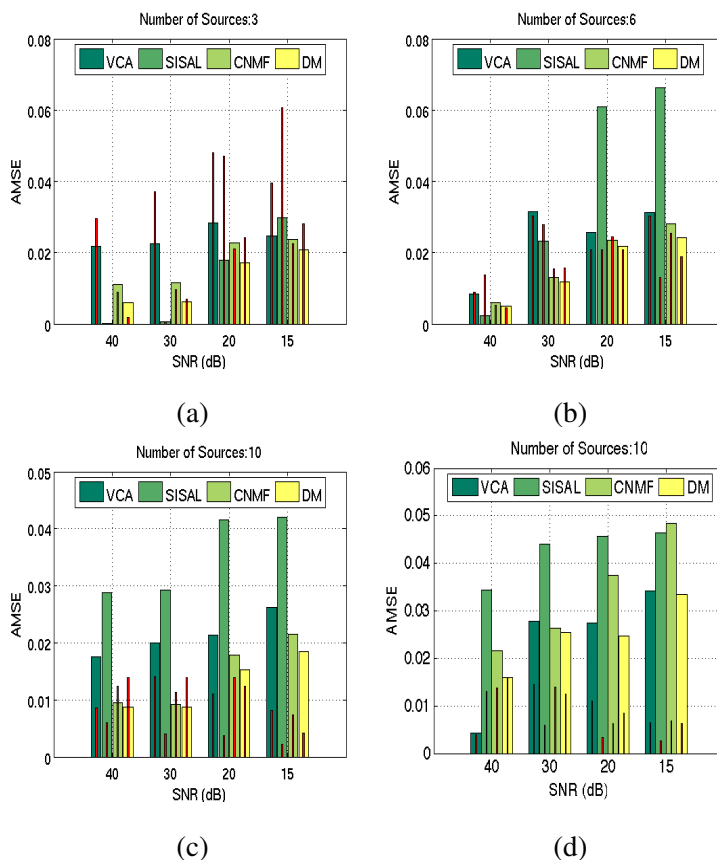 Number of Sources:3
0.08
0.06
0.04
0.02
0
AMSE
VCA SISAL CNMF DM
40 30 20 15
SNR (dB)
(a)
Number of Sources:6
0.08
0.06
0.04
0.02
0
AMSE
VCA SISAL CNMF DM
40 30 20 15
SNR (dB)
(b)
Number of Sources:10
0.05
0.04
0.03
0.02
0.01
0
AMSE
VCA SISAL CNMF DM
40 30 20 15
SNR (dB)
(c)
Number of Sources:10
0.06
0.05
0.04
0.03
0.02
0.01
0
AMSE
VCA SISAL CNMF DM
40 30 20 15
SNR (dB)
(d)